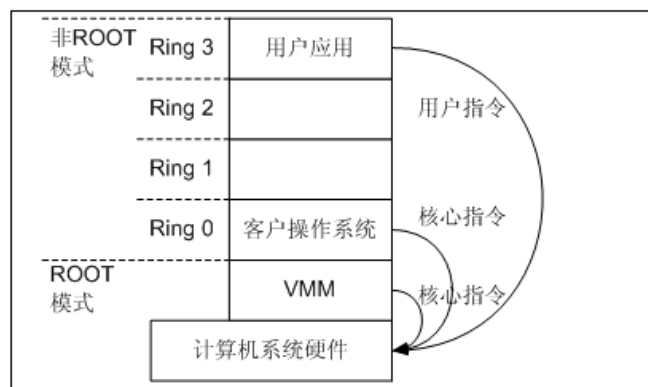 非ROOT
模式
Ring 3
用户应用
Ring 2
用户指令
Ring 1
Ring 0
客户操作系统
核心指令
ROOT
模式
VMM
核心指令
计算机系统硬件